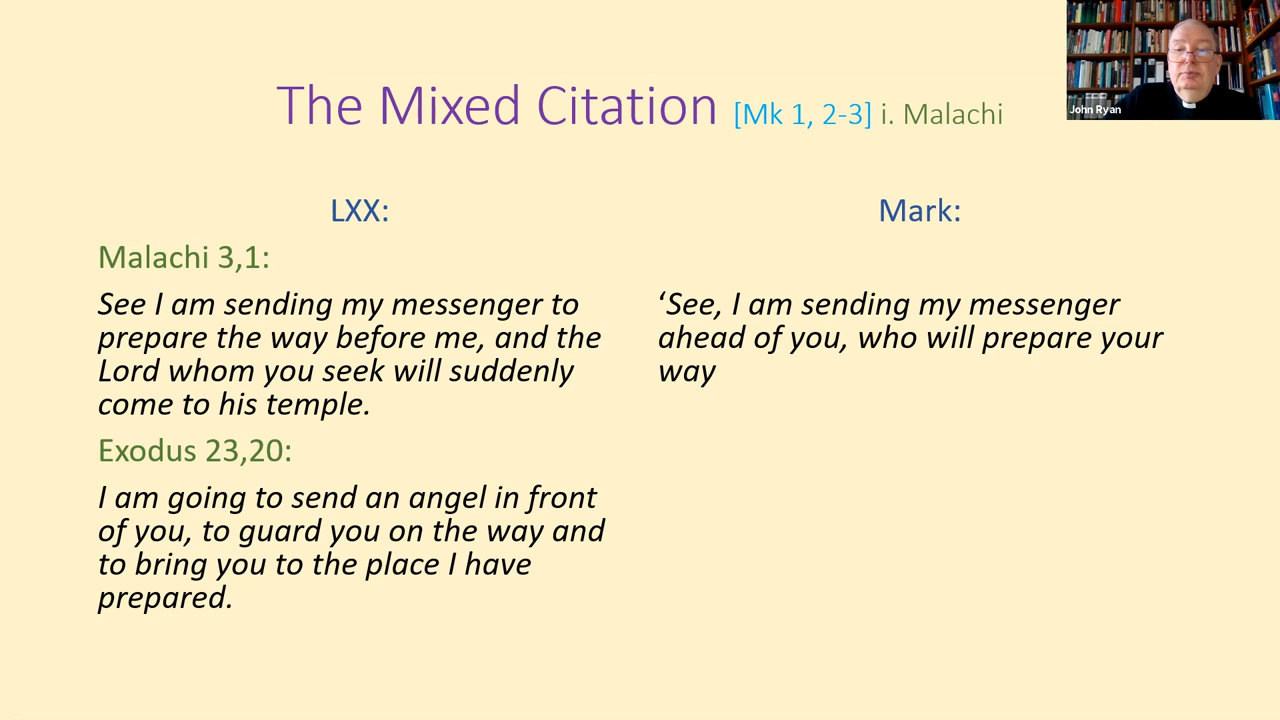 The Mixed Citation [Mk 1, 2-3] i. Malachi
John Ryan
LXX:
Malachi 3,1:
See I am sending my messenger to
prepare the way before me, and the
Lord whom you seek will suddenly
come to his temple.
Exodus 23,20:
I am going to send an angel in front
of you, to guard you on the way and
to bring you to the place I have
prepared.
Mark:
‘See, I am sending my messenger
ahead of you, who will prepare your
way